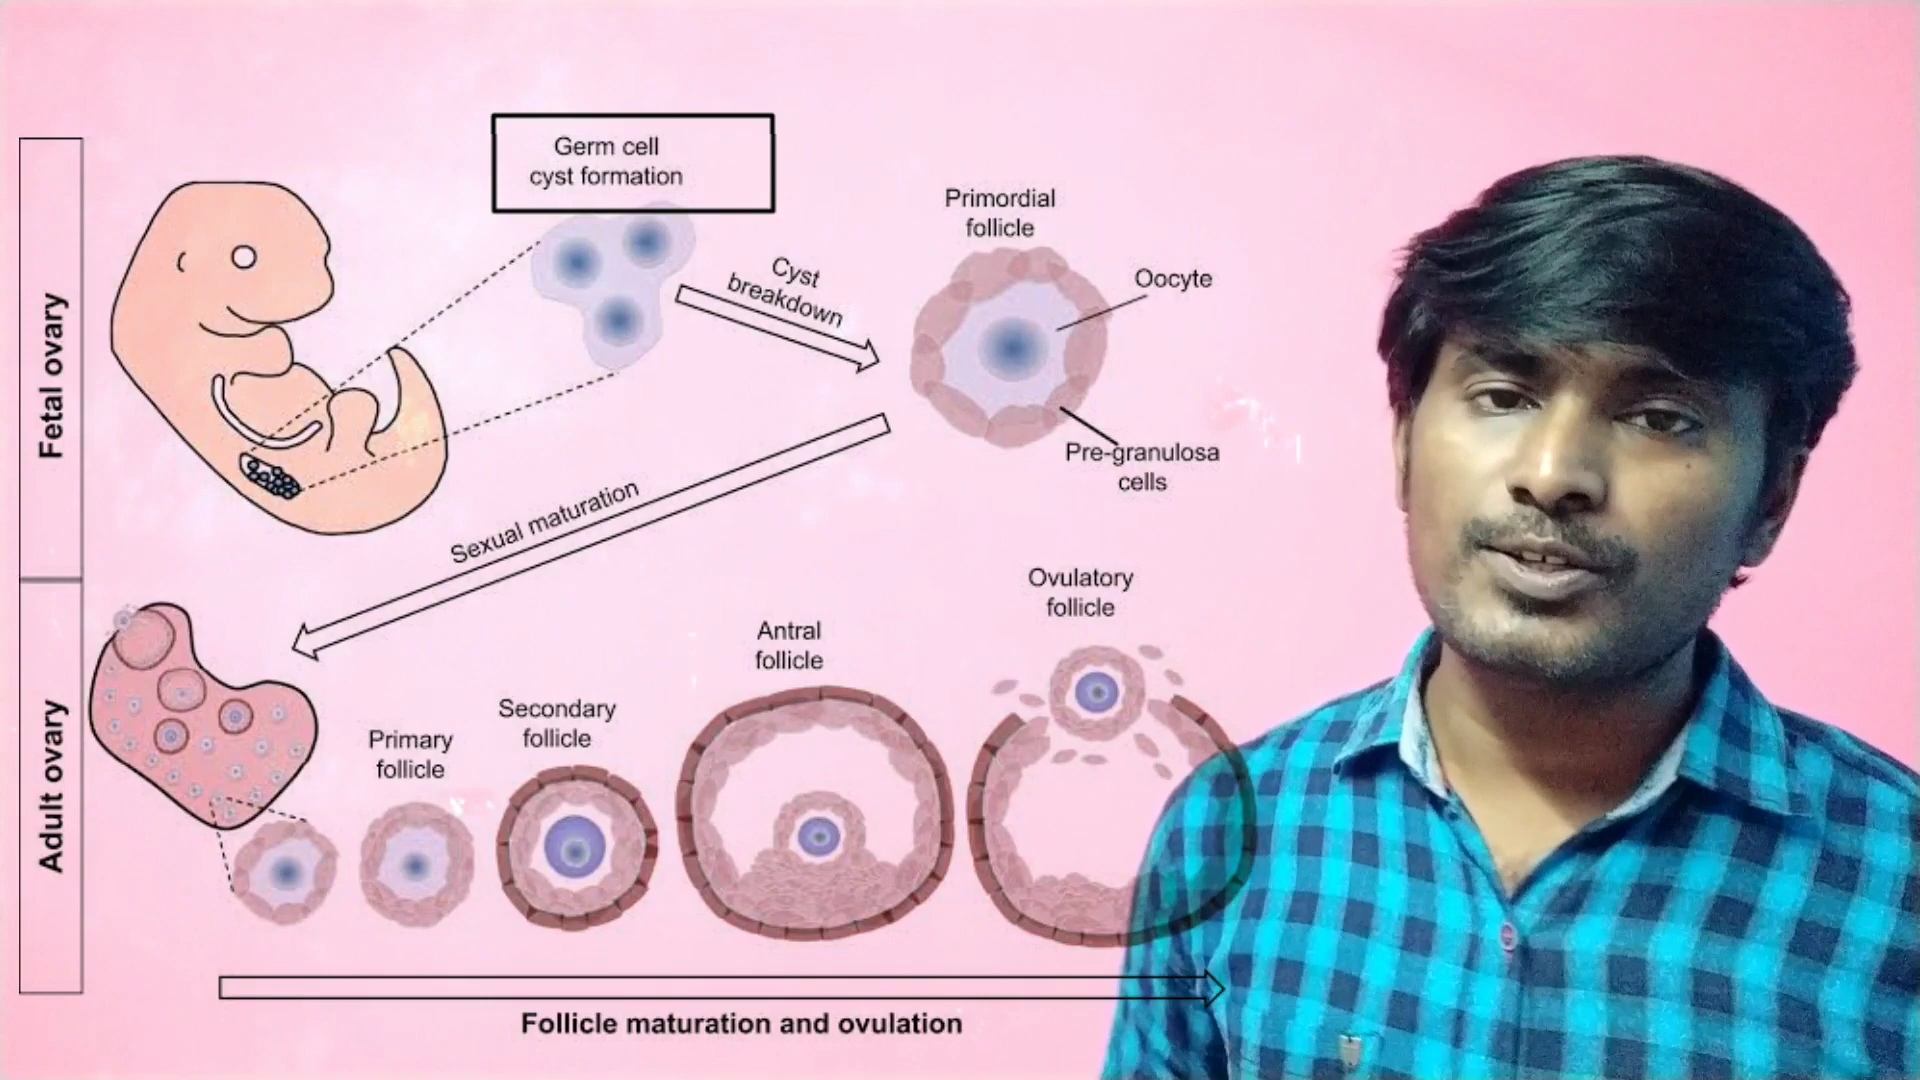 Germ cell
cyst formation
Primordial
follicle
Cyst
breakdown
Oocyte
Fetal ovary
Pre-granulosa
cells
Sexual maturation
Ovulatory
follicle
Antral
follicle
Secondary
follicle
Primary
follicle
Adult ovary
Follicle maturation and ovulation